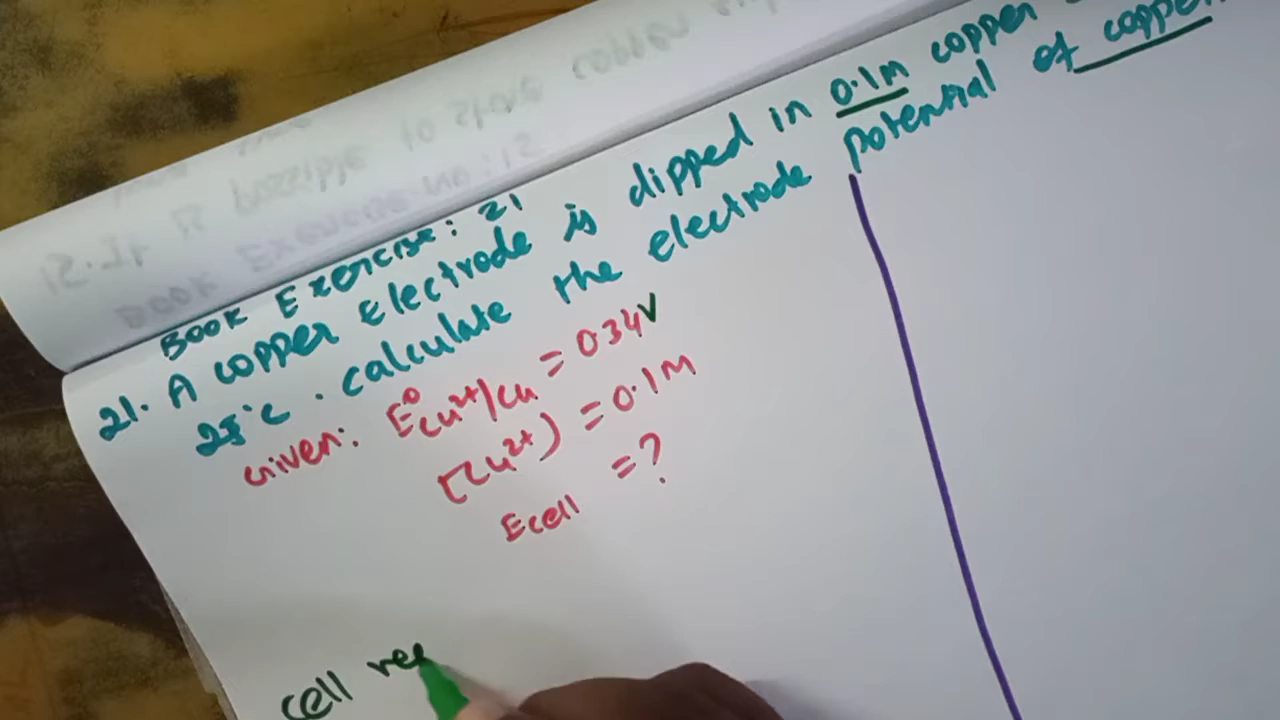 BOOK Exercise: 21
21. A copper Electrode is dipped in 0.1M copper
25°C. calculate the electrode potential of copper
Given: E°Cu²⁺/Cu = 0.34V
[Cu²⁺) = 0.1M
Ecell = ?
cell rea